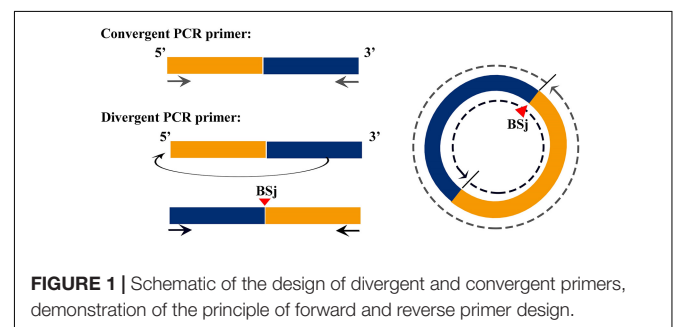 Convergent PCR primer:
5’ 3’
Divergent PCR primer:
5’ 3’
BSj
BSj
FIGURE 1 | Schematic of the design of divergent and convergent primers,
demonstration of the principle of forward and reverse primer design.